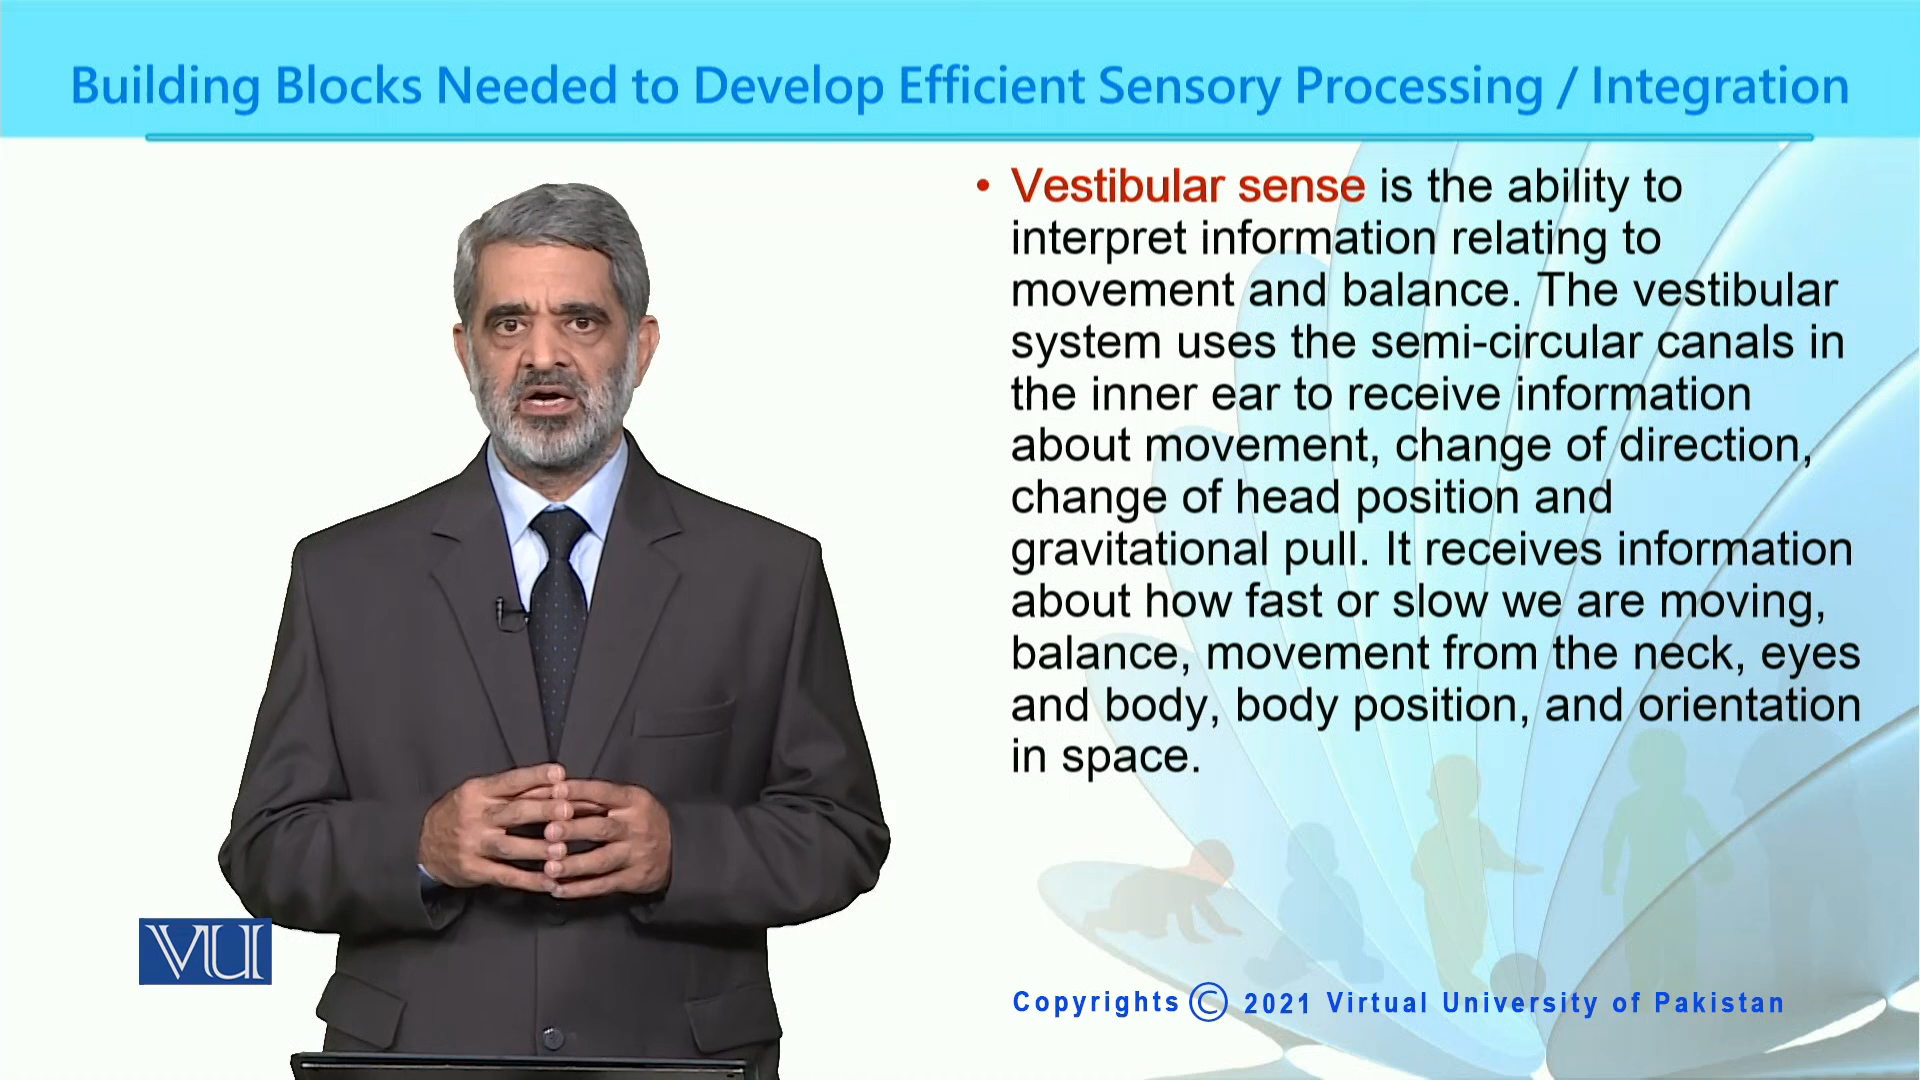 Building Blocks Needed to Develop Efficient Sensory Processing / Integration
• Vestibular sense is the ability to
interpret information relating to
movement and balance. The vestibular
system uses the semi-circular canals in
the inner ear to receive information
about movement, change of direction,
change of head position and
gravitational pull. It receives information
about how fast or slow we are moving,
balance, movement from the neck, eyes
and body, body position, and orientation
in space.
VU
Copyrights © 2021 Virtual University of Pakistan